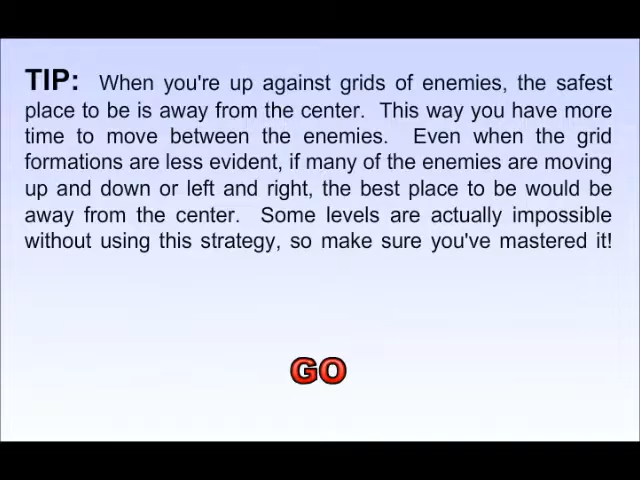 TIP: When you're up against grids of enemies, the safest
place to be is away from the center. This way you have more
time to move between the enemies. Even when the grid
formations are less evident, if many of the enemies are moving
up and down or left and right, the best place to be would be
away from the center. Some levels are actually impossible
without using this strategy, so make sure you've mastered it!
GO